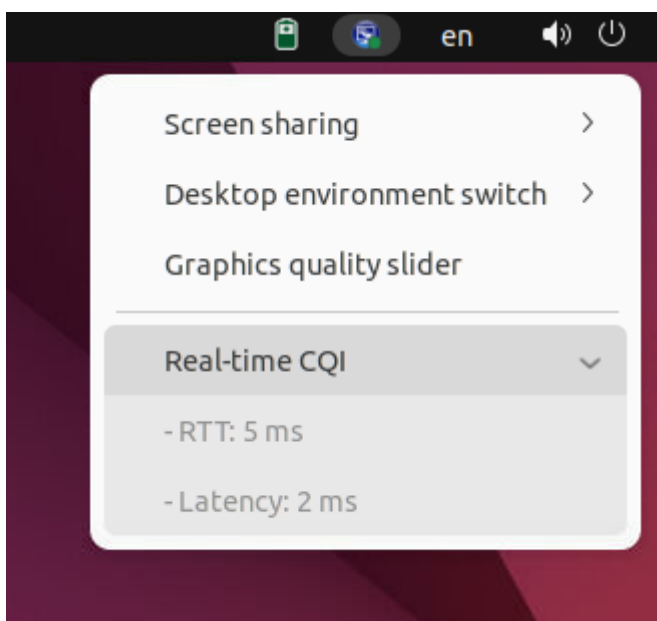 en
Screen sharing
Desktop environment switch
Graphics quality slider
Real-time CQI
- RTT: 5 ms
- Latency: 2 ms